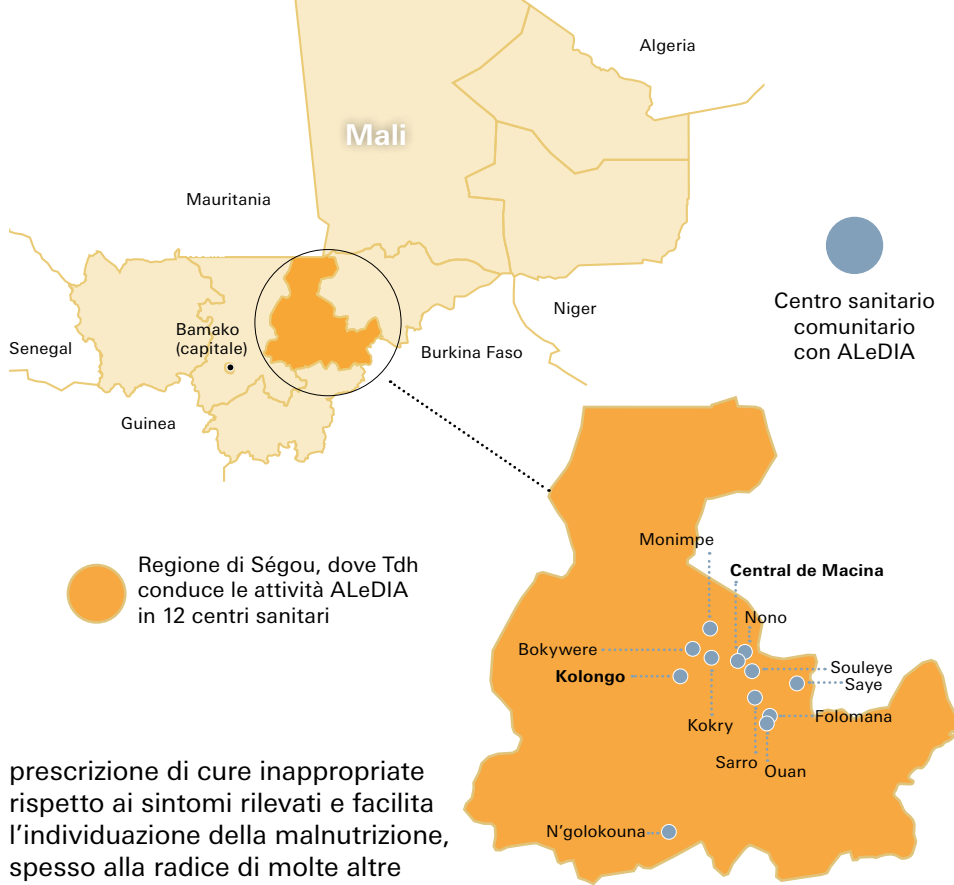 Algeria
Mali
Mauritania
Niger
Centro sanitario
comunitario
con ALeDIA
Bamako
(capitale)
Senegal
Burkina Faso
Guinea
Regione di Ségou, dove Tdh
conduce le attività ALeDIA
in 12 centri sanitari
Monimpe
Central de Macina
Nono
Bokywere
Souleye
Kolongo
Saye
Kokry
Folomana
Sarro
Ouan
N'golokouna
prescrizione di cure inappropriate
rispetto ai sintomi rilevati e facilita
l'individuazione della malnutrizione,
spesso alla radice di molte altre